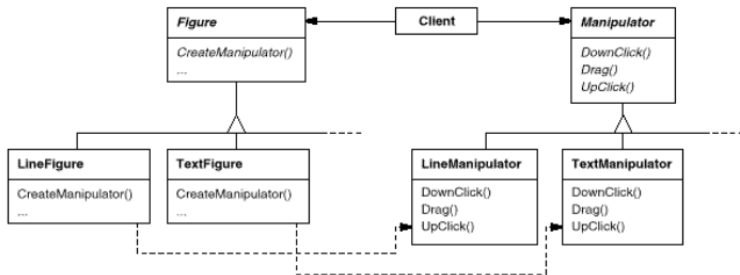 Figure
CreateManipulator()
...
Client
Manipulator
DownClick()
Drag()
UpClick()
LineFigure
CreateManipulator()
...
TextFigure
CreateManipulator()
...
LineManipulator
DownClick()
Drag()
UpClick()
TextManipulator
DownClick()
Drag()
UpClick()